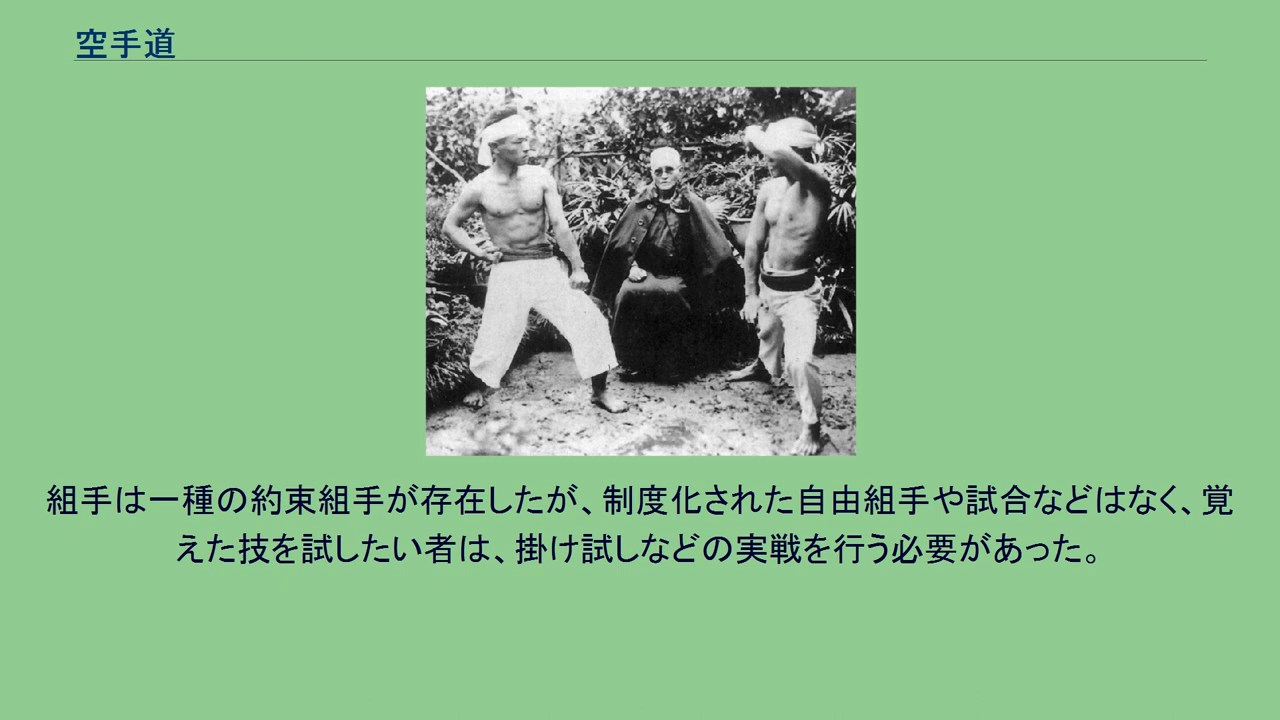 空手道
組手は一種の約束組手が存在したが、制度化された自由組手や試合などはなく、覚
えた技を試したい者は、掛け試しなどの実戦を行う必要があった。